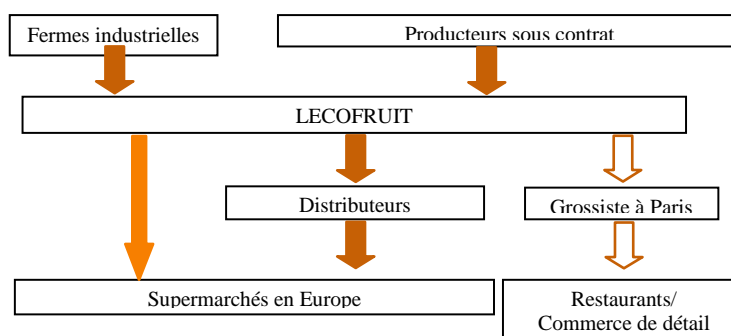 Fermes industrielles
Producteurs sous contrat
LECOFRUIT
Distributeurs
Grossiste à Paris
Supermarchés en Europe
Restaurants/
Commerce de détail